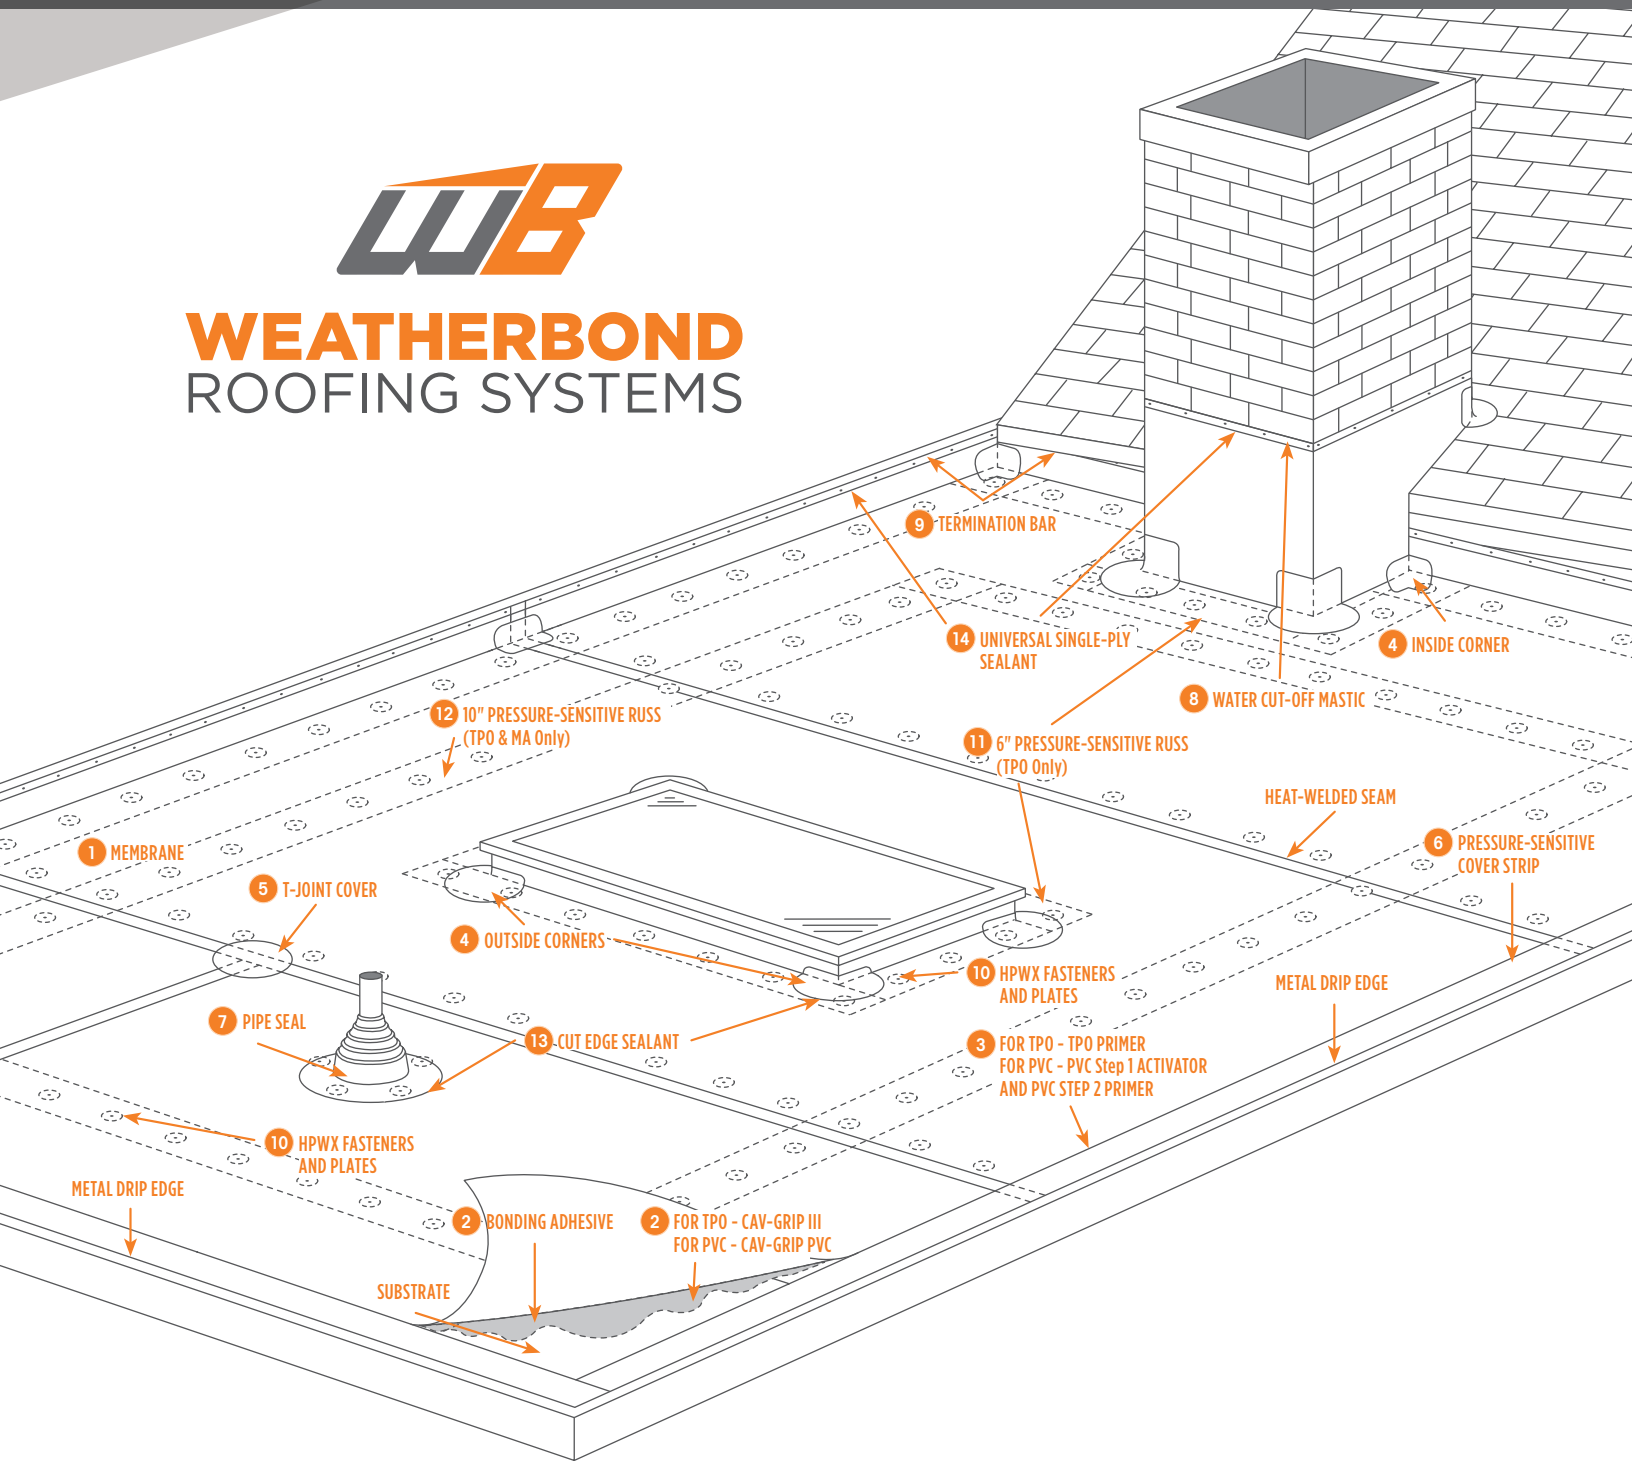 WB
WEATHERBOND
ROOFING SYSTEMS
9 TERMINATION BAR
14 UNIVERSAL SINGLE-PLY
SEALANT
4 INSIDE CORNER
8 WATER CUT-OFF MASTIC
12 10" PRESSURE-SENSITIVE RUSS
(TPO & MA Only)
11 6" PRESSURE-SENSITIVE RUSS
(TPO Only)
HEAT-WELDED SEAM
6 PRESSURE-SENSITIVE
COVER STRIP
1 MEMBRANE
5 T-JOINT COVER
4 OUTSIDE CORNERS
10 HPWX FASTENERS
AND PLATES
METAL DRIP EDGE
7 PIPE SEAL
13 CUT EDGE SEALANT
3 FOR TPO - TPO PRIMER
FOR PVC - PVC Step 1 ACTIVATOR
AND PVC STEP 2 PRIMER
10 HPWX FASTENERS
AND PLATES
METAL DRIP EDGE
2 BONDING ADHESIVE
2 FOR TPO - CAV-GRIP III
FOR PVC - CAV-GRIP PVC
SUBSTRATE